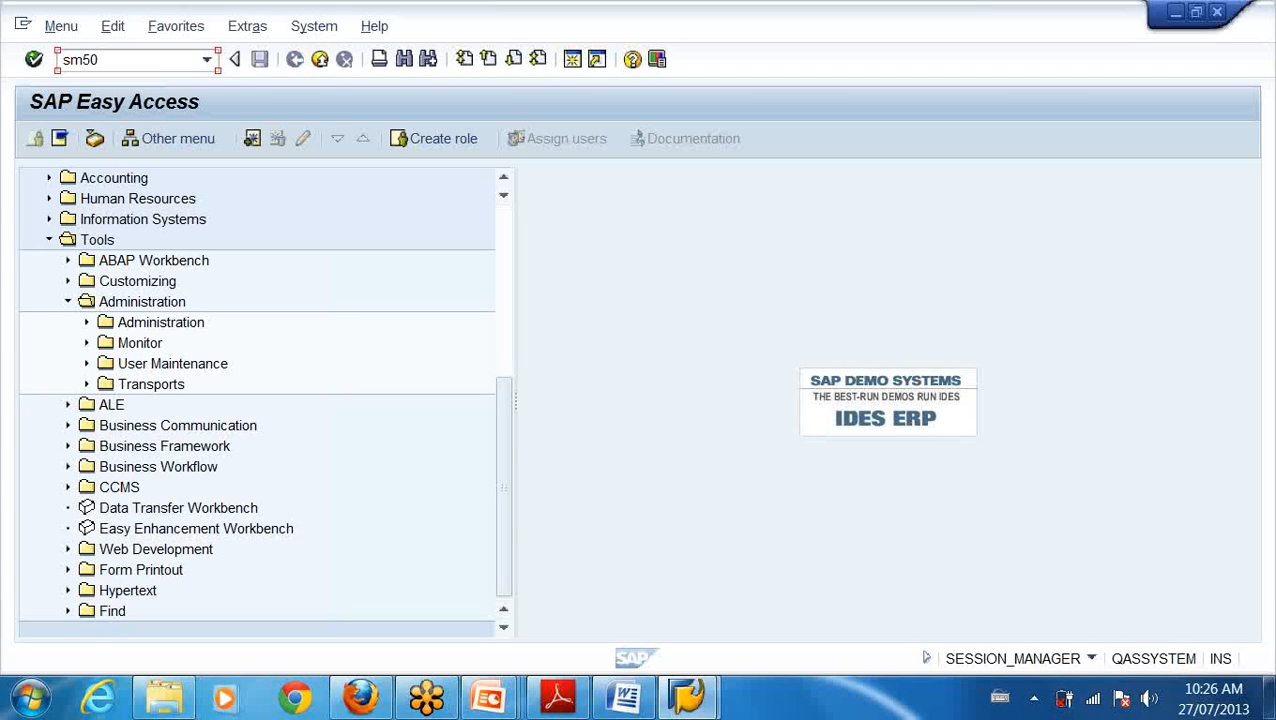 Menu Edit Favorites Extras System Help
sm50
SAP Easy Access
Other menu Create role Assign users Documentation
Accounting
Human Resources
Information Systems
Tools
ABAP Workbench
Customizing
Administration
Administration
Monitor
User Maintenance
Transports
ALE
Business Communication
Business Framework
Business Workflow
CCMS
Data Transfer Workbench
Easy Enhancement Workbench
Web Development
Form Printout
Hypertext
Find
SAP DEMO SYSTEMS
THE BEST-RUN DEMOS RUN IDES
IDES ERP
SAP
SESSION_MANAGER QASSYSTEM INS
10:26 AM
27/07/2013